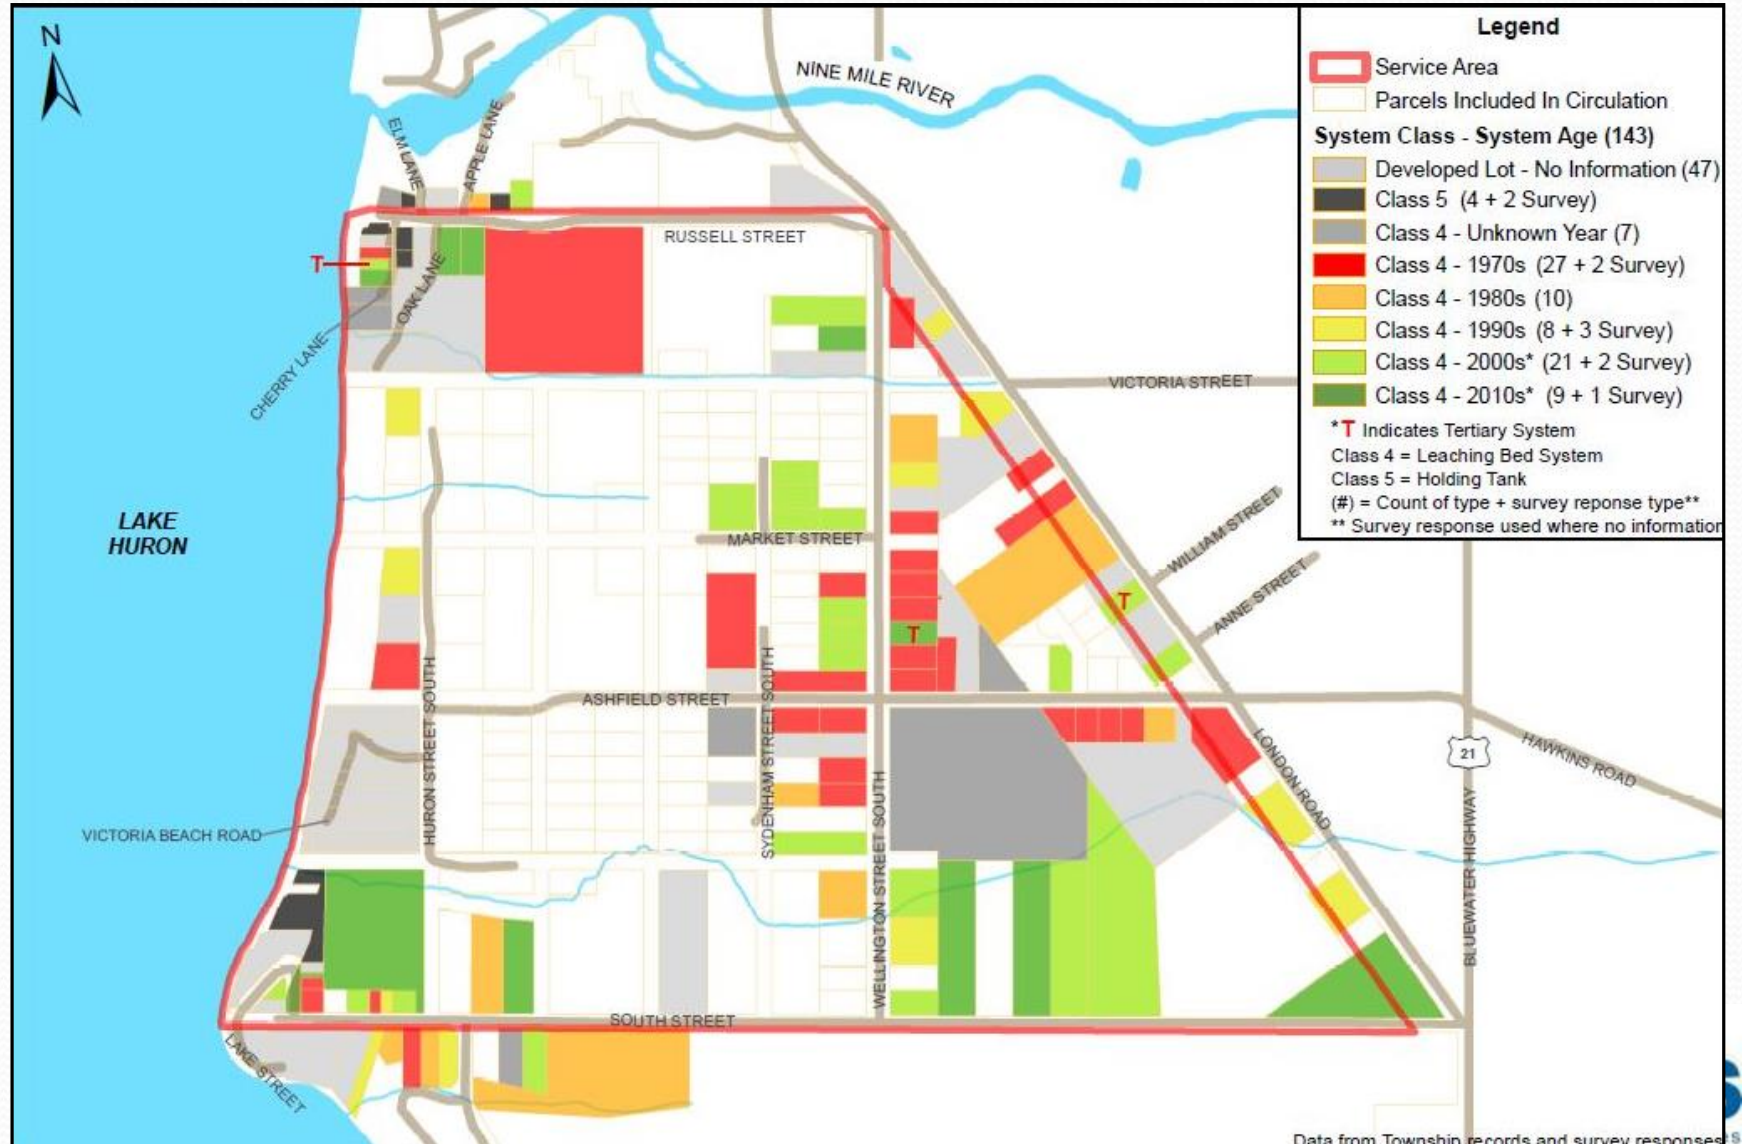 N
NINE MILE RIVER
ELM LANE
APPLE LANE
RUSSELL STREET
T
OAK LANE
CHERRY LANE
VICTORIA STREET
LAKE
HURON
MARKET STREET
WILLIAM STREET
ANNE STREET
T
T
ASHFIELD STREET
HURON STREET SOUTH
SYDENHAM STREET SOUTH
WELLINGTON STREET SOUTH
LONDON ROAD
HAWKINS ROAD
21
BLUEWATER HIGHWAY
VICTORIA BEACH ROAD
SOUTH STREET
LAKE STREET
Legend
Service Area
Parcels Included In Circulation
System Class - System Age (143)
Developed Lot - No Information (47)
Class 5 (4 + 2 Survey)
Class 4 - Unknown Year (7)
Class 4 - 1970s (27 + 2 Survey)
Class 4 - 1980s (10)
Class 4 - 1990s (8 + 3 Survey)
Class 4 - 2000s* (21 + 2 Survey)
Class 4 - 2010s* (9 + 1 Survey)
*T Indicates Tertiary System
Class 4 = Leaching Bed System
Class 5 = Holding Tank
(#) = Count of type + survey reponse type**
** Survey response used where no information
Data from Township records and survey responses